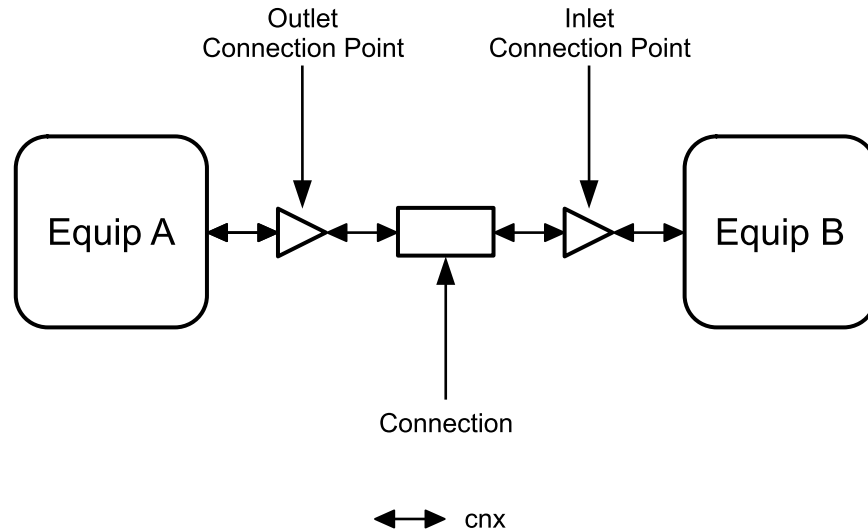 Outlet
Connection Point
Inlet
Connection Point
Equip A
Equip B
Connection
cnx